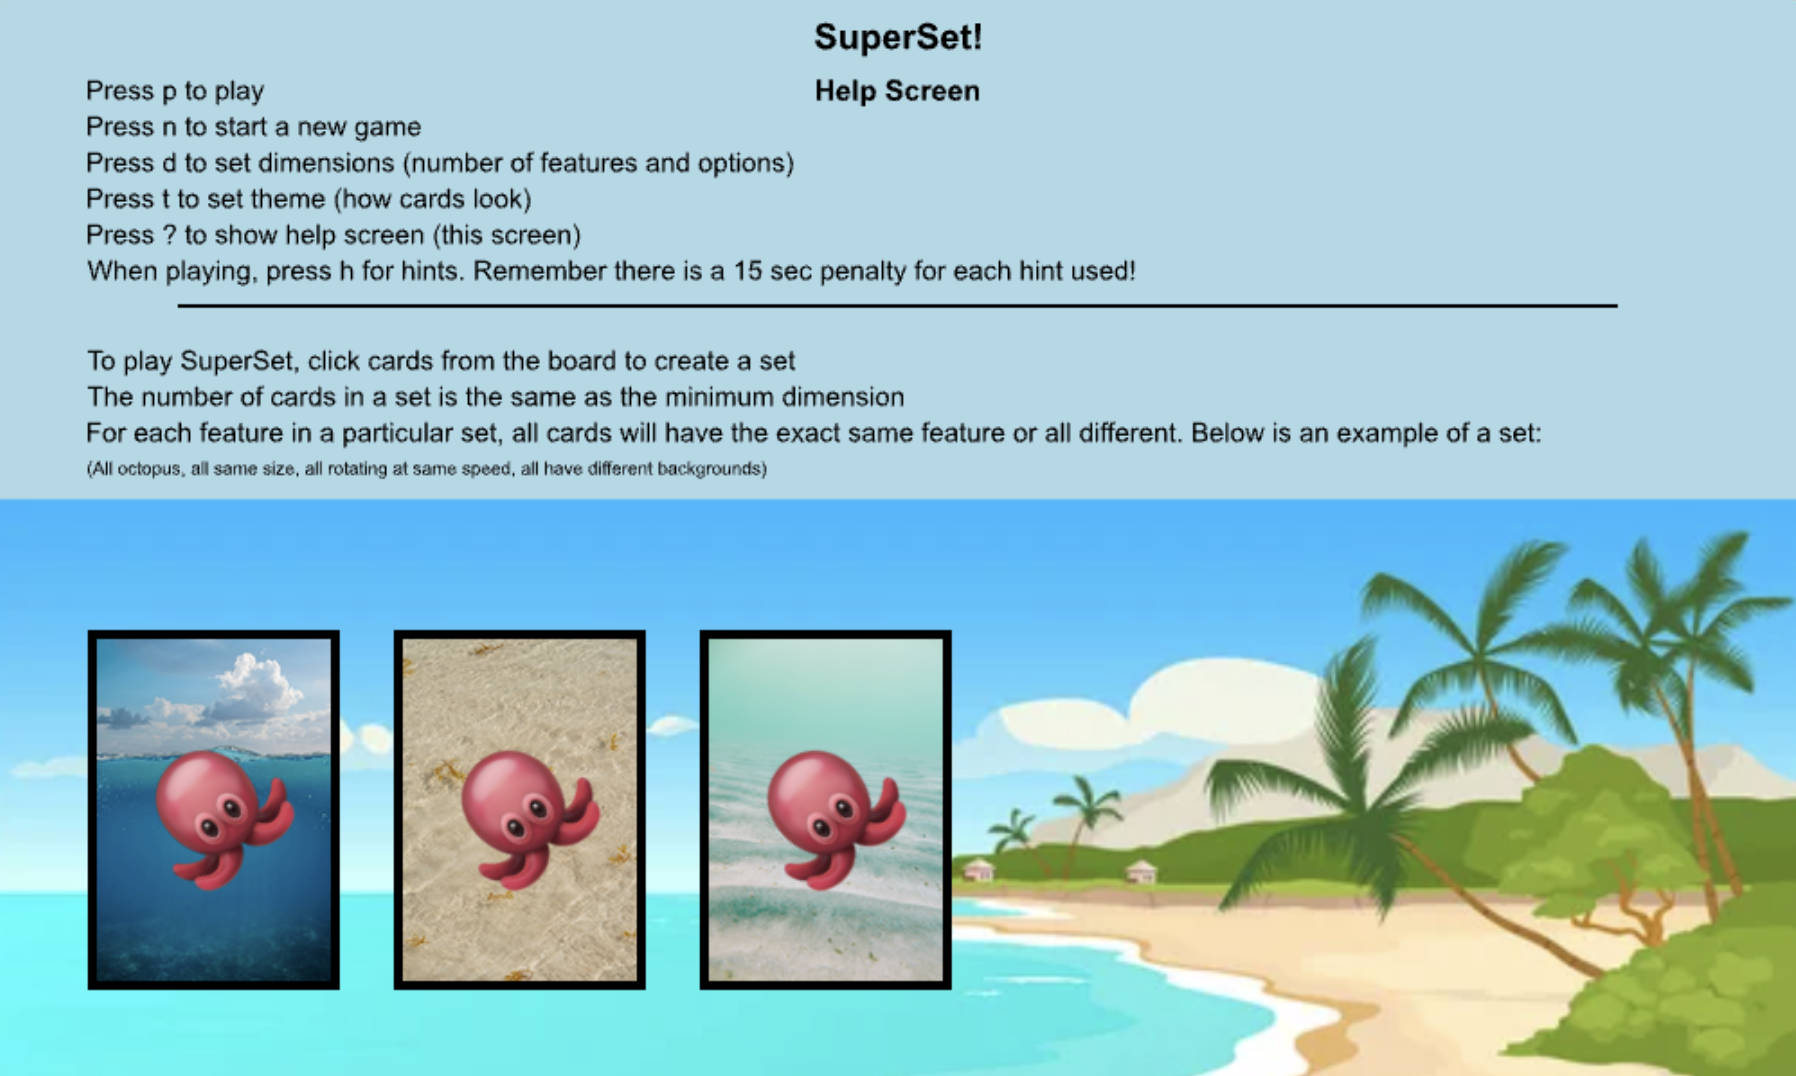 SuperSet!
Help Screen
Press p to play
Press n to start a new game
Press d to set dimensions (number of features and options)
Press t to set theme (how cards look)
Press ? to show help screen (this screen)
When playing, press h for hints. Remember there is a 15 sec penalty for each hint used!
To play SuperSet, click cards from the board to create a set
The number of cards in a set is the same as the minimum dimension
For each feature in a particular set, all cards will have the exact same feature or all different. Below is an example of a set:
(All octopus, all same size, all rotating at same speed, all have different backgrounds)